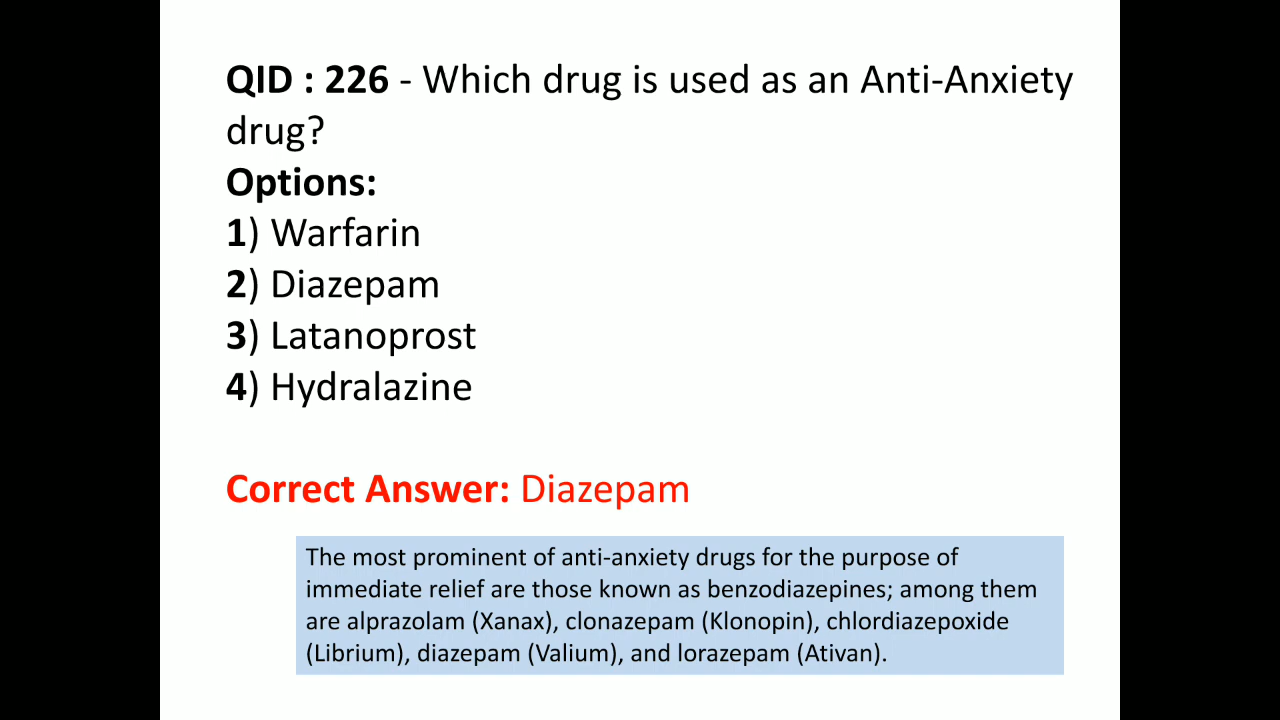 QID : 226 - Which drug is used as an Anti-Anxiety
drug?
Options:
1) Warfarin
2) Diazepam
3) Latanoprost
4) Hydralazine
Correct Answer: Diazepam
The most prominent of anti-anxiety drugs for the purpose of
immediate relief are those known as benzodiazepines; among them
are alprazolam (Xanax), clonazepam (Klonopin), chlordiazepoxide
(Librium), diazepam (Valium), and lorazepam (Ativan).